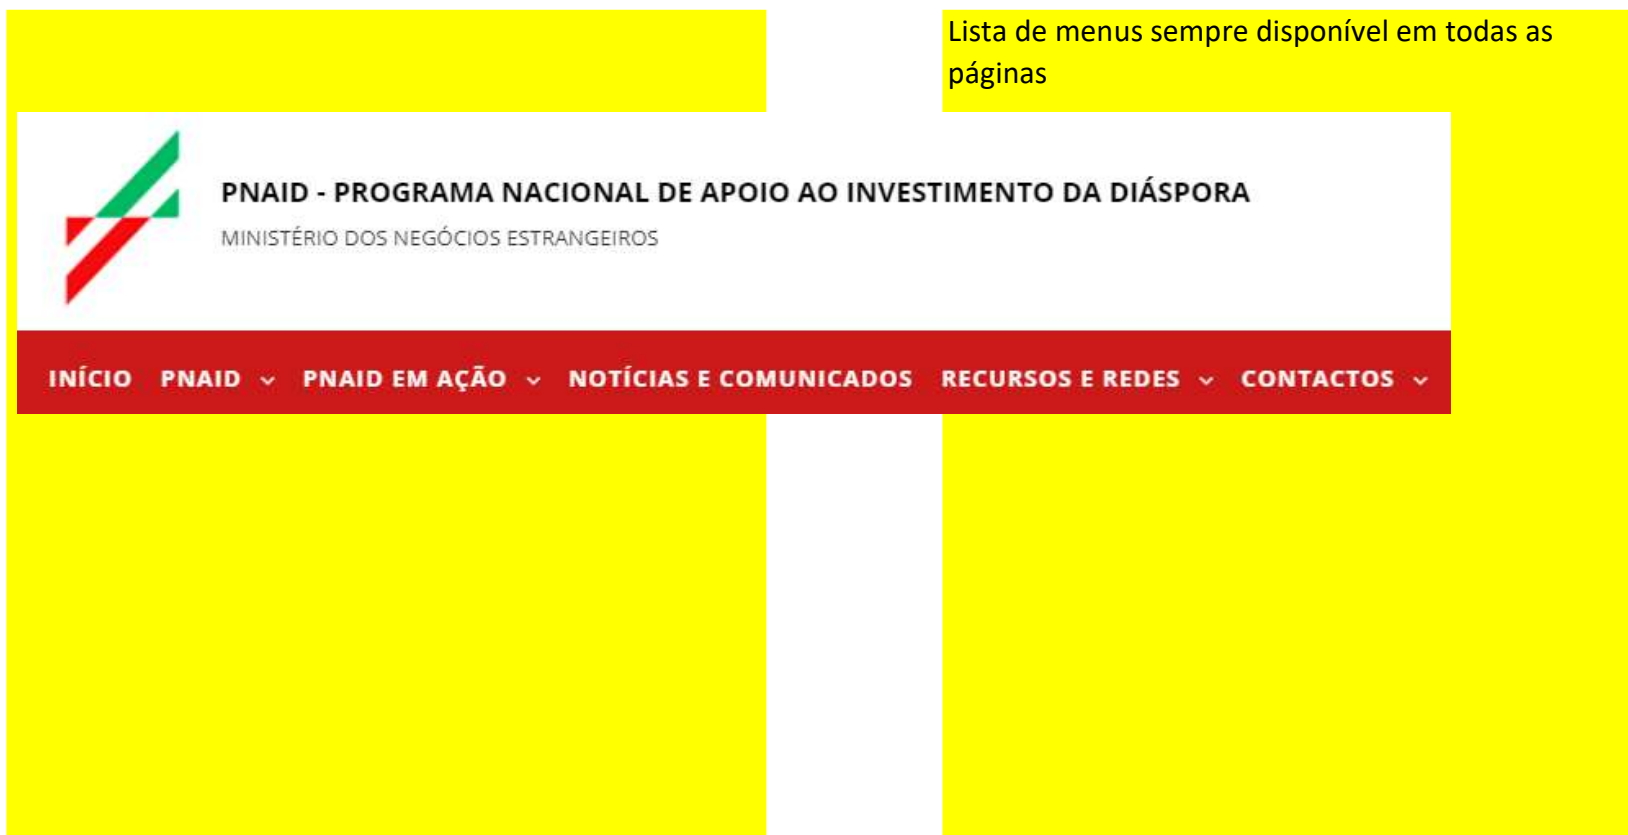 Lista de menus sempre disponível em todas as
páginas
PNAID - PROGRAMA NACIONAL DE APOIO AO INVESTIMENTO DA DIÁSPORA
MINISTÉRIO DOS NEGÓCIOS ESTRANGEIROS
INÍCIO PNAID PNAID EM AÇÃO NOTÍCIAS E COMUNICADOS RECURSOS E REDES CONTACTOS